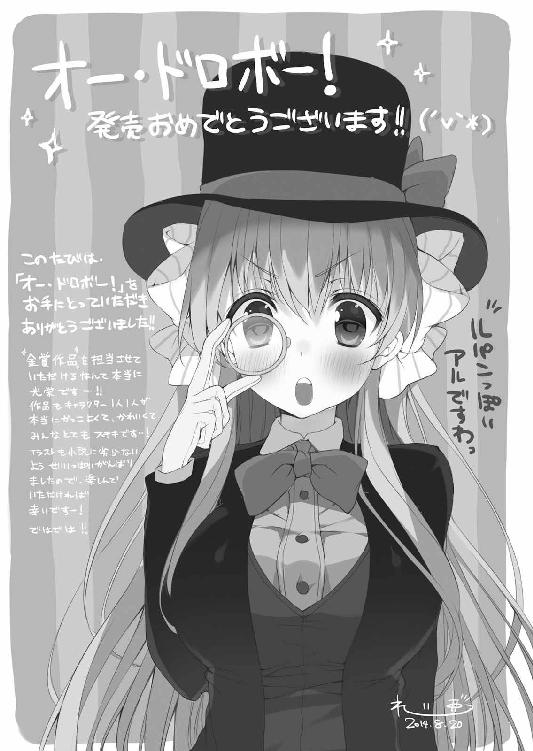 オー・ドロボー!
発売おめでとうございます!!(´v`*)
このたびは、
「オー・ドロボー!」を
お手にとっていただき
ありがとうございました!!
"金賞作品"を担当させて
いただけるなんて本当に
光栄ですー!!
作品もキャラクター1人1人が
本当にかっこよくて、かわいくて
みんなとてもステキですー!
イラストも小説に劣らない
よう せいいっぱいがんばり
ましたので、楽しんで
いただければ
幸いですー!
ではでは!!
ルパンっぽい
アルですわっ
2014.8.20